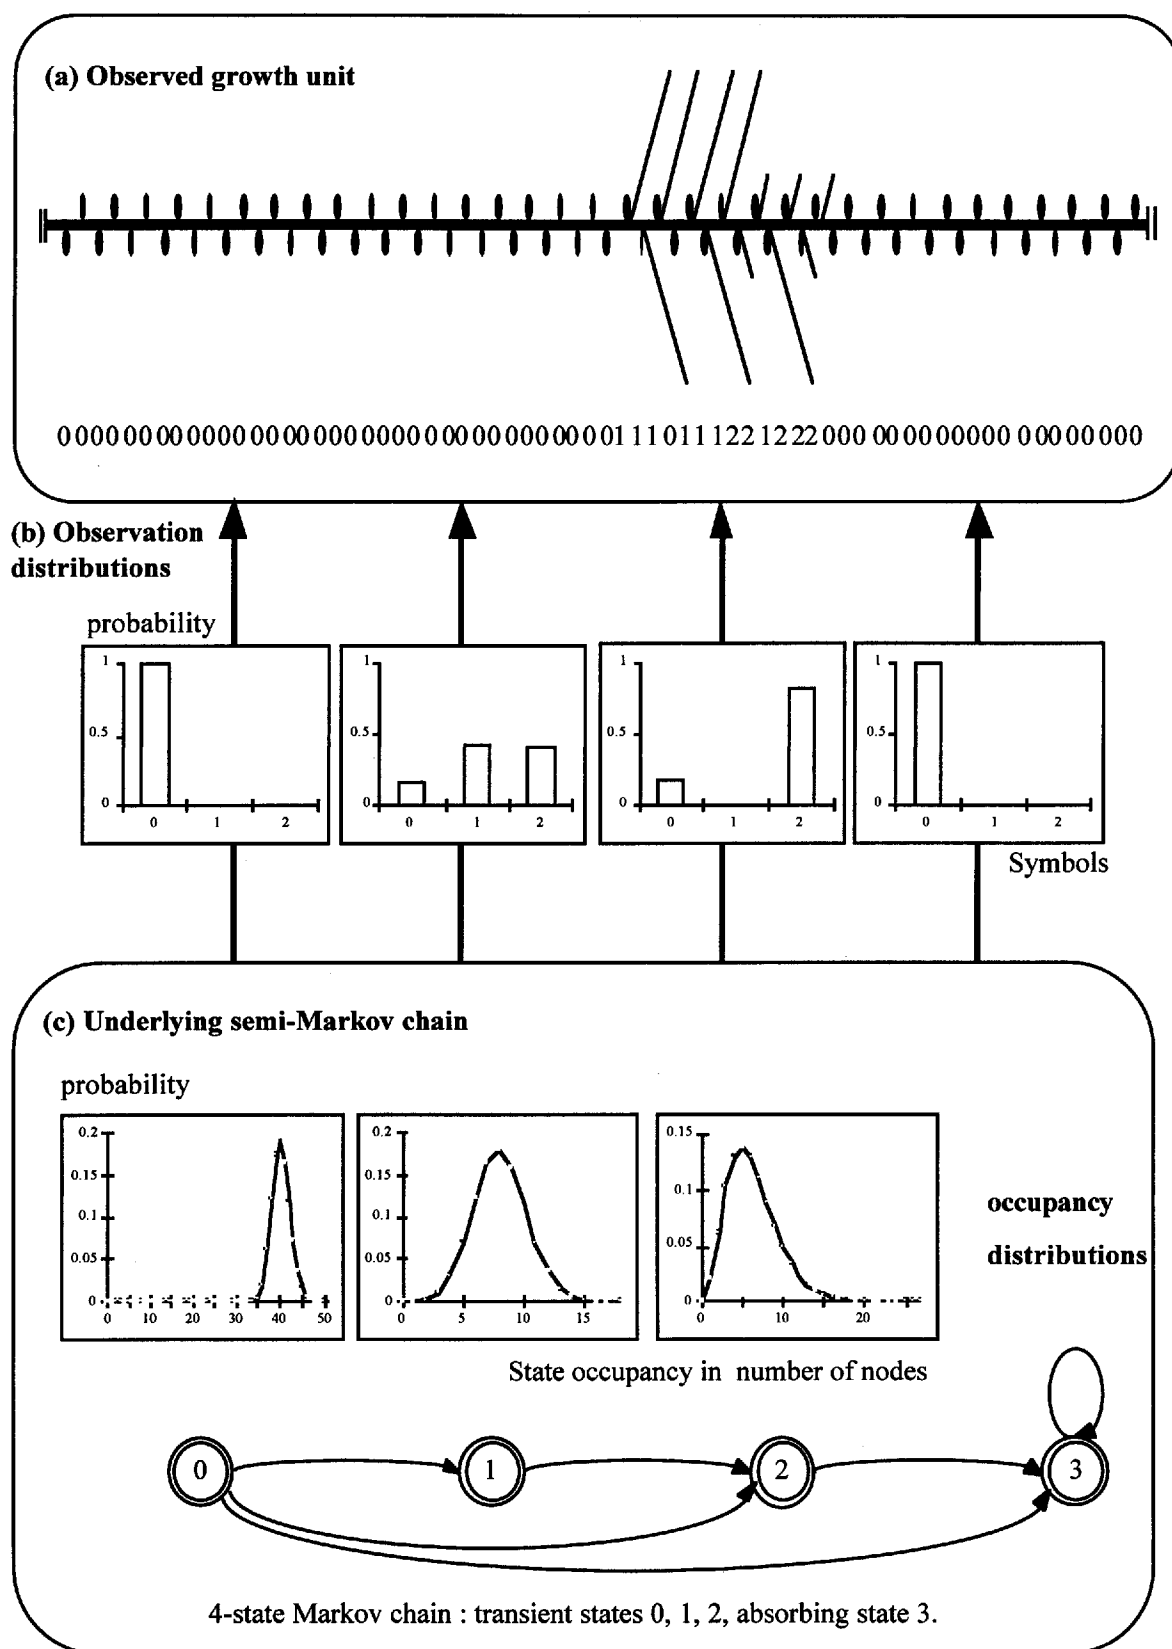 (a) Observed growth unit
(b) Observation
distributions
probability
1
0.5
0
0 1 2
1
0.5
0
0 1 2
1
0.5
0
0 1 2
1
0.5
0
0 1 2
Symbols
(c) Underlying semi-Markov chain
probability
0.2
0.15
0.1
0.05
0
0 10 20 30 40 50
0.2
0.15
0.1
0.05
0
0 5 10 15
0.15
0.1
0.05
0
0 10 20
occupancy
distributions
State occupancy in number of nodes
0 1 2 3
4-state Markov chain : transient states 0, 1, 2, absorbing state 3.